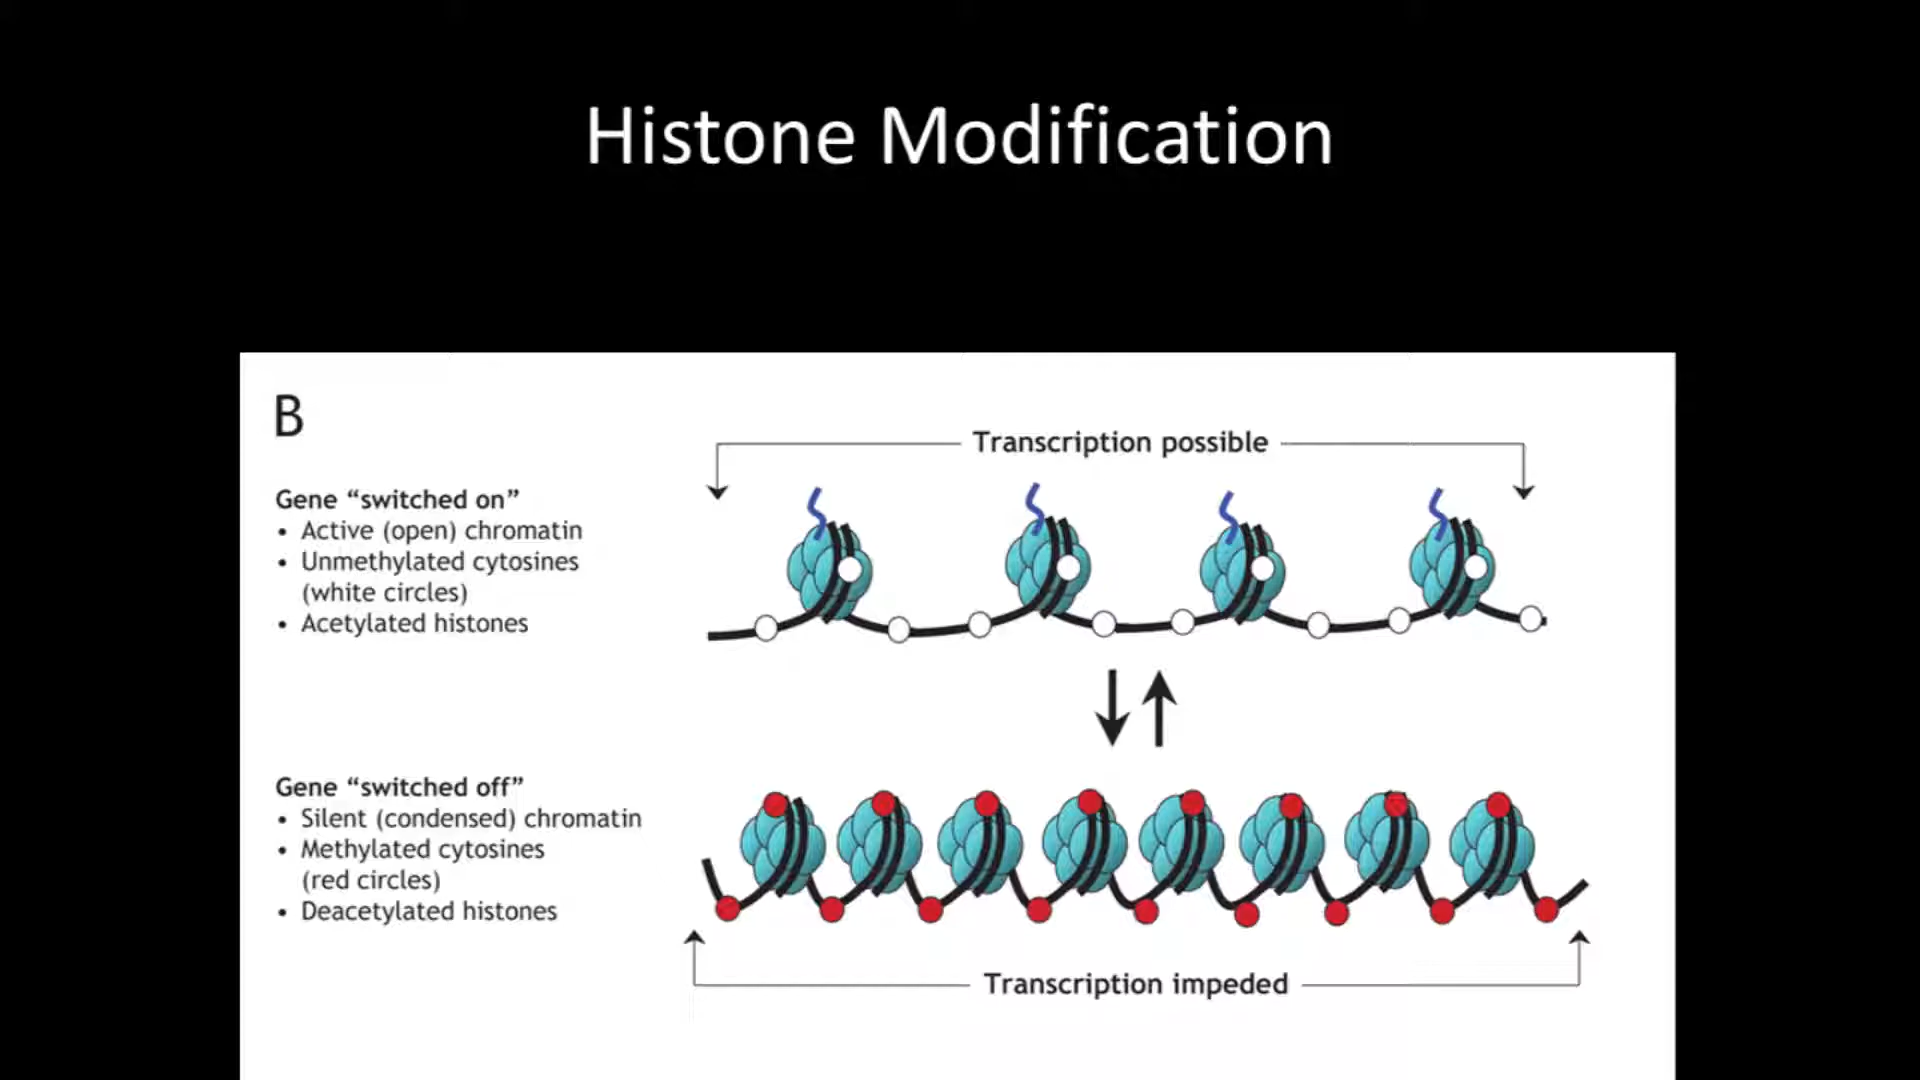 Histone Modification
B
Transcription possible
Gene “switched on”
• Active (open) chromatin
• Unmethylated cytosines
(white circles)
• Acetylated histones
Gene “switched off”
• Silent (condensed) chromatin
• Methylated cytosines
(red circles)
• Deacetylated histones
Transcription impeded